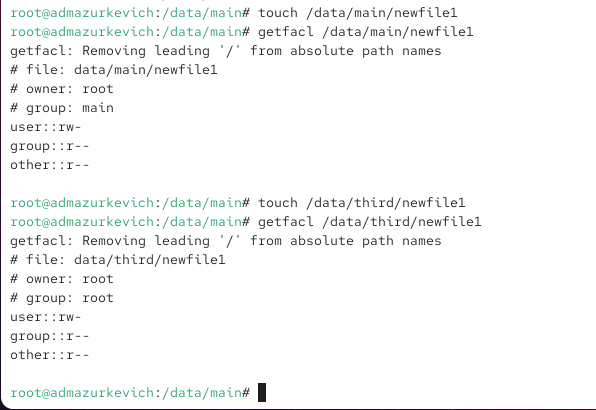 root@admazurkevich:/data/main# touch /data/main/newfile1
root@admazurkevich:/data/main# getfacl /data/main/newfile1
getfacl: Removing leading '/' from absolute path names
# file: data/main/newfile1
# owner: root
# group: main
user::rw-
group::r--
other::r--
root@admazurkevich:/data/main# touch /data/third/newfile1
root@admazurkevich:/data/main# getfacl /data/third/newfile1
getfacl: Removing leading '/' from absolute path names
# file: data/third/newfile1
# owner: root
# group: root
user::rw-
group::r--
other::r--
root@admazurkevich:/data/main#